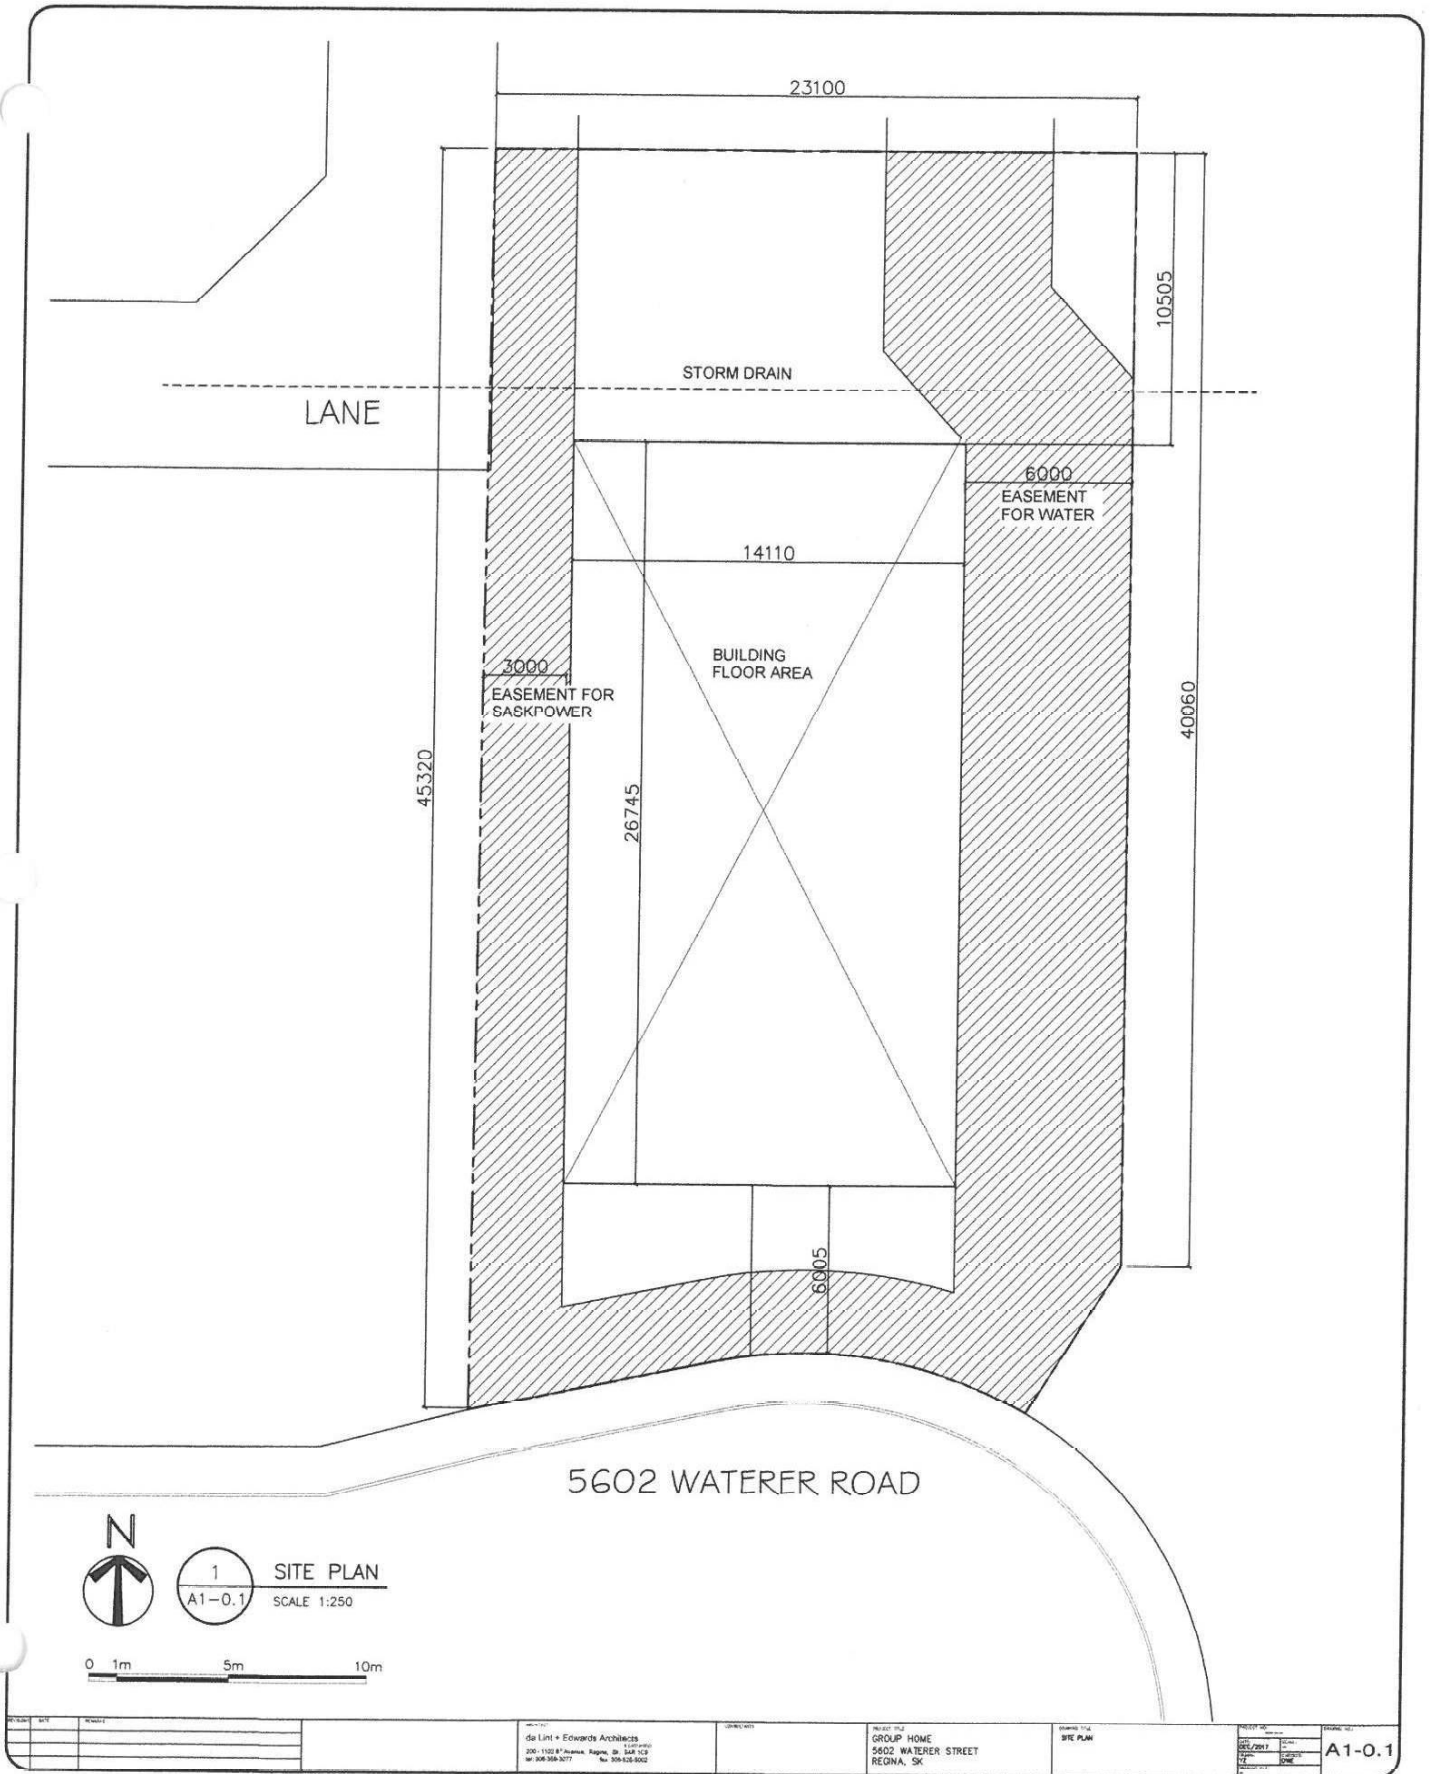 23100
10505
STORM DRAIN
LANE
6000
EASEMENT
FOR WATER
14110
BUILDING
FLOOR AREA
3000
EASEMENT FOR
SASKPOWER
40060
45320
26745
6005
5602 WATERER ROAD
N
1
A1-0.1
SITE PLAN
SCALE 1:250
0 1m 5m 10m
da Lint + Edwards Architects
GROUP HOME
5602 WATERER STREET
REGINA, SK
SITE PLAN
DEC/2017
A1-0.1